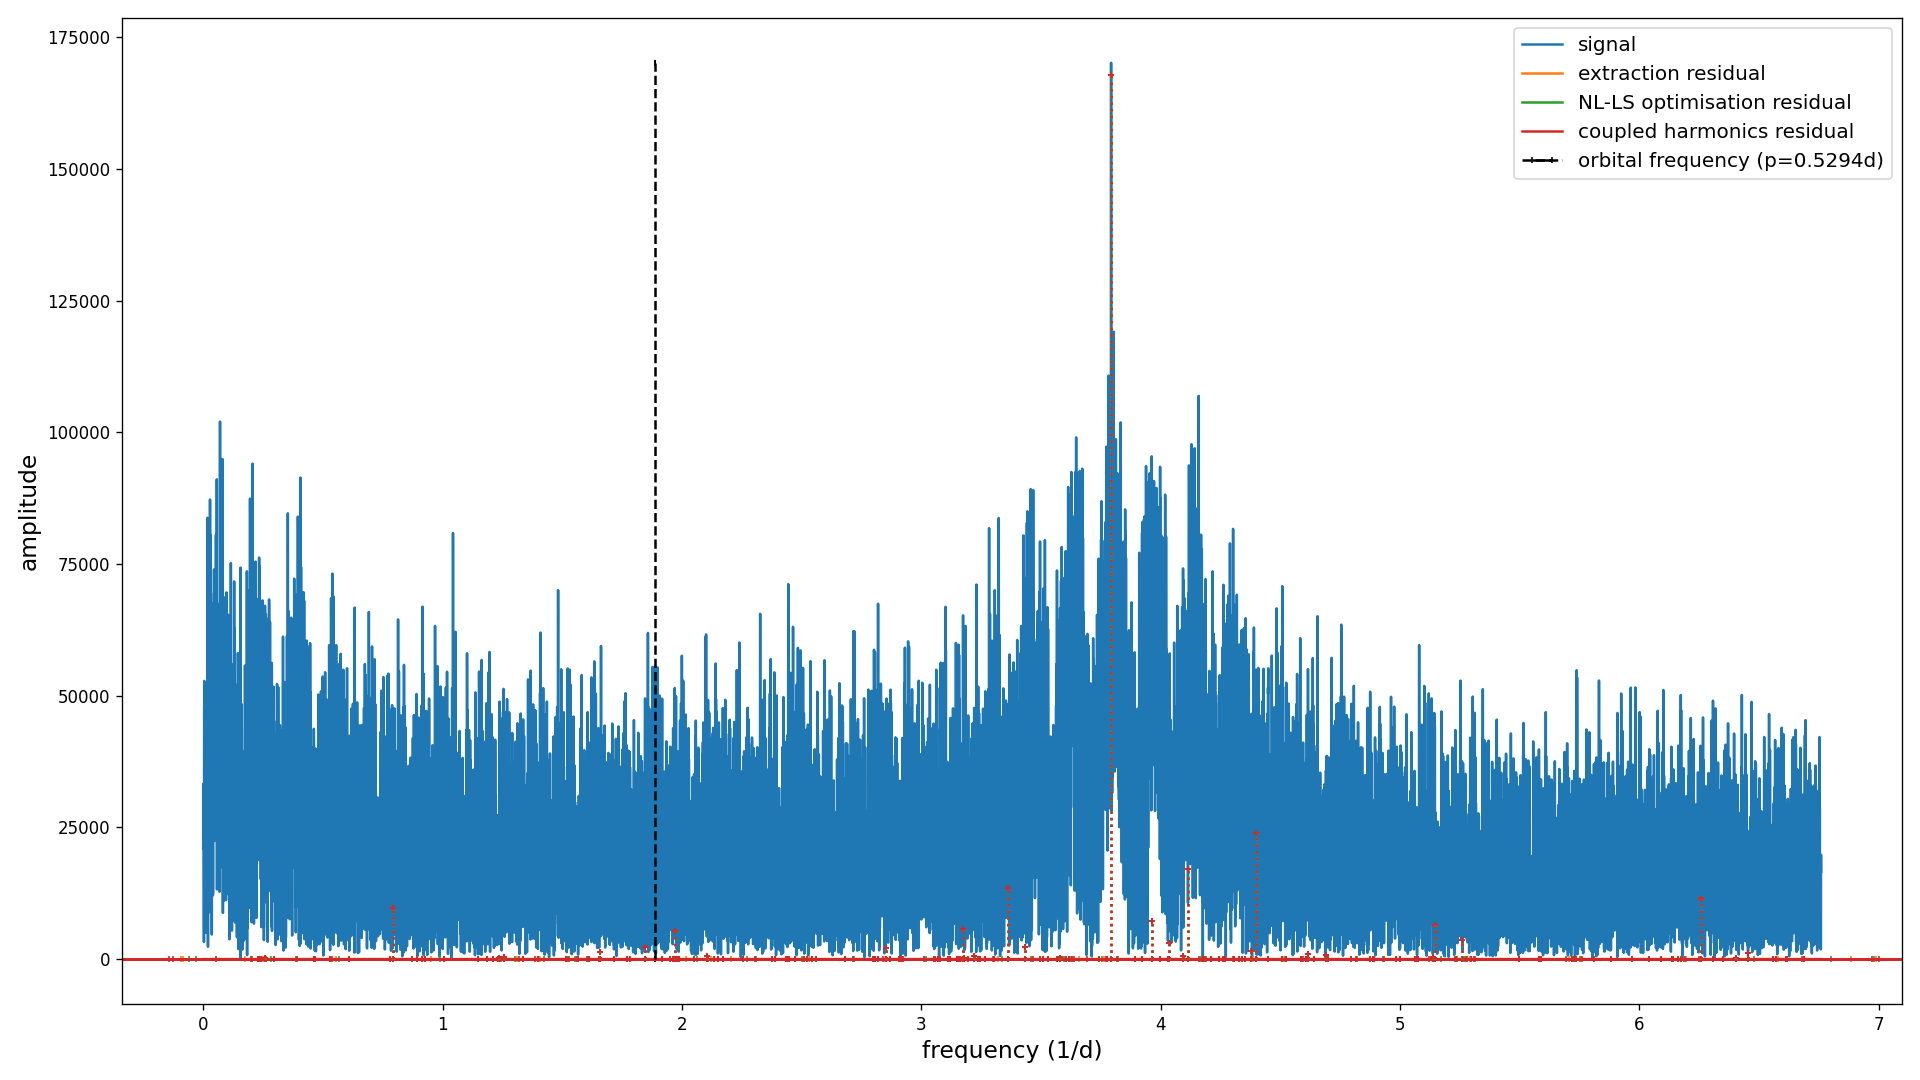 175000
150000
125000
100000
75000
50000
25000
0
amplitude
0 1 2 3 4 5 6 7
frequency (1/d)
signal
extraction residual
NL-LS optimisation residual
coupled harmonics residual
orbital frequency (p=0.5294d)